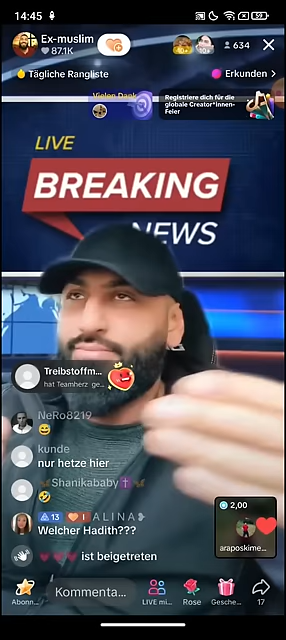 14:45
59
Ex-muslim
87.1K
634
Tägliche Rangliste
Erkunden >
Vielen Dank
Registriere dich für die
globale Creator*innen-
Feier
LIVE
BREAKING
NEWS
Treibstoffm...
hat Teamherz ge...
NeRo8219
😄
kunde
nur hetze hier
Shanikababy
🤣
13 I ALINA
Welcher Hadith???
ist beigetreten
2,00
araposkime...
Kommenta...
Abonn...
LIVE mi...
Rose
Gesche...
17